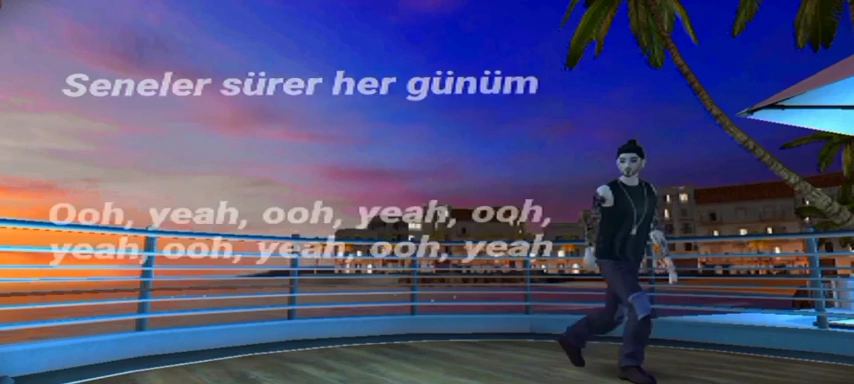 Seneler sürer her günüm
Ooh, yeah, ooh, yeah, ooh,
yeah, ooh, yeah, ooh, yeah